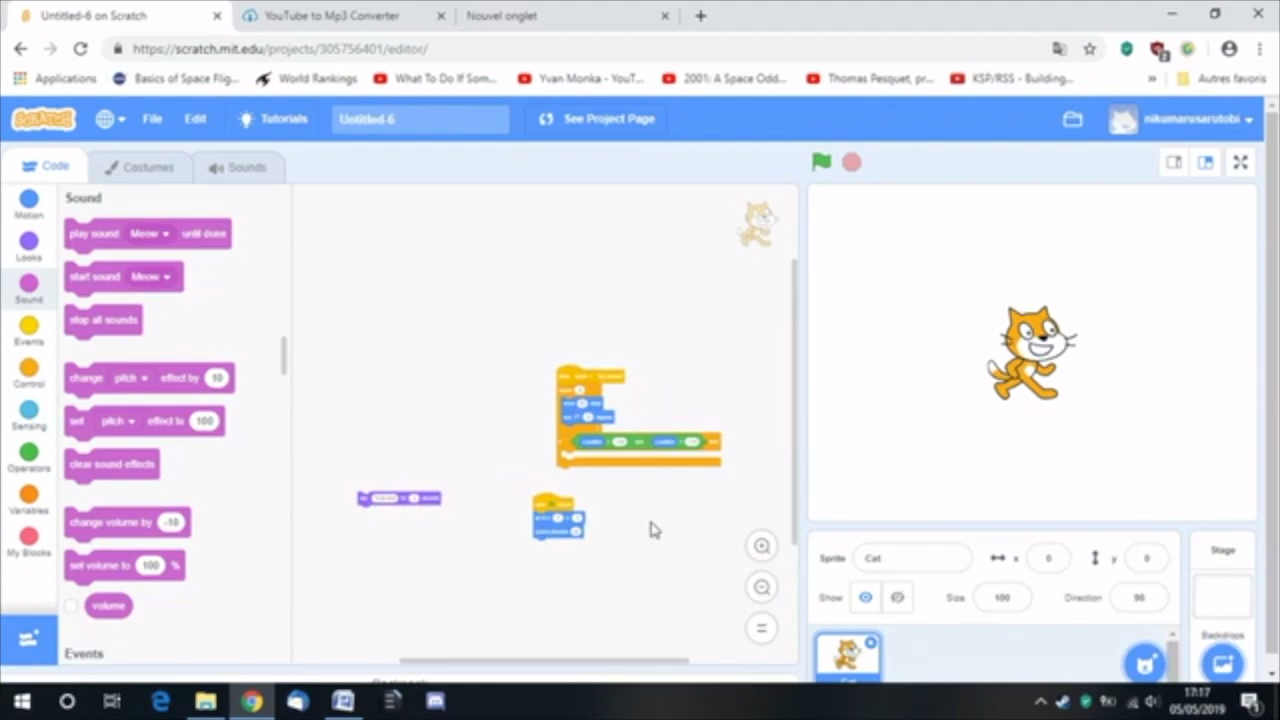 Untitled-6 on Scratch
YouTube to Mp3 Converter
Nouvel onglet
https://scratch.mit.edu/projects/305756401/editor/
Applications
Basics of Space Flig...
World Rankings
What To Do If Som...
Yvan Monka - YouT...
2001: A Space Odd...
Thomas Pesquet, pr...
KSP/RSS - Building...
Autres favoris
SCRATCH
File
Edit
Tutorials
Untitled-6
See Project Page
nikumarusarutobi
Code
Costumes
Sounds
Motion
Looks
Sound
Events
Control
Sensing
Operators
Variables
My Blocks
Sound
play sound Meow until done
start sound Meow
stop all sounds
change pitch effect by 10
set pitch effect to 100
clear sound effects
change volume by -10
set volume to 100 %
volume
Events
Sprite Cat
x 0
y 0
Show
Size 100
Direction 90
Stage
Backdrops
17:17
05/05/2019